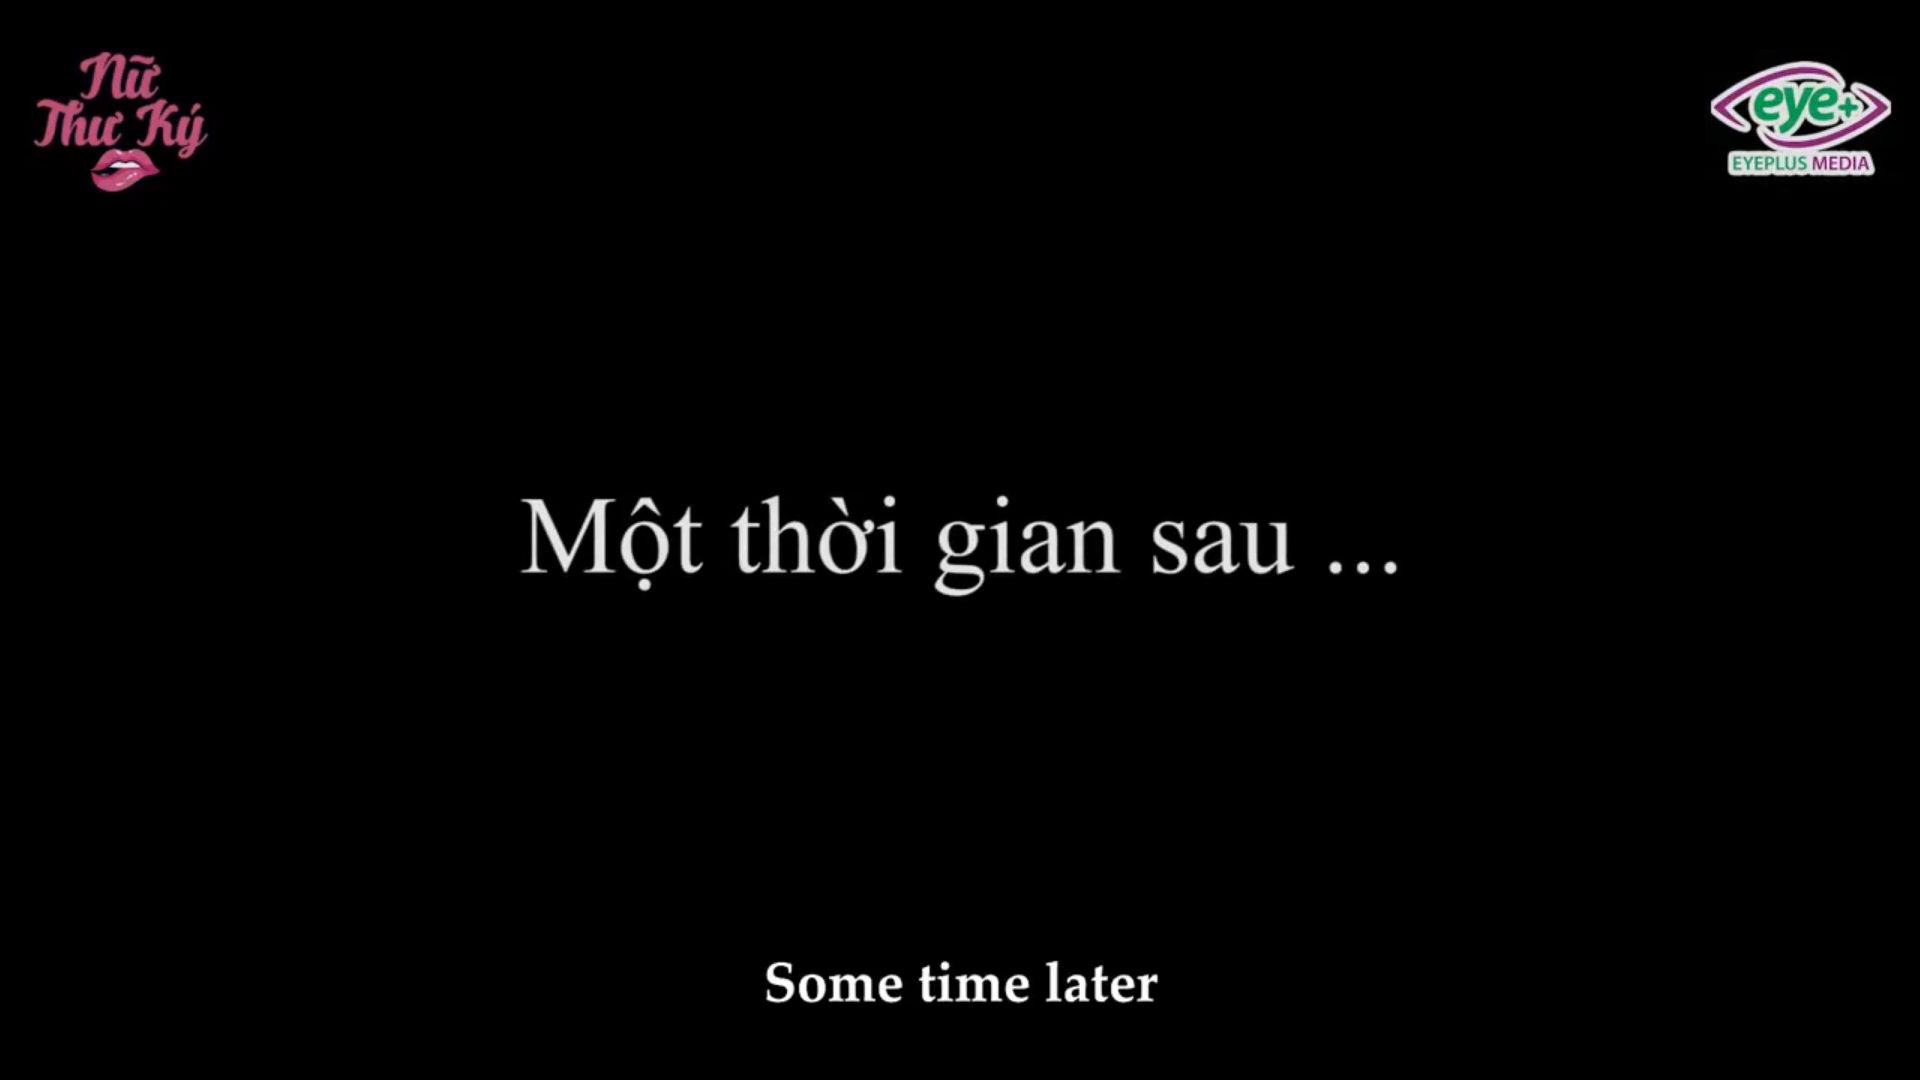 Nữ
Thư Ký
eye+
EYEPLUS MEDIA
Một thời gian sau ...
Some time later